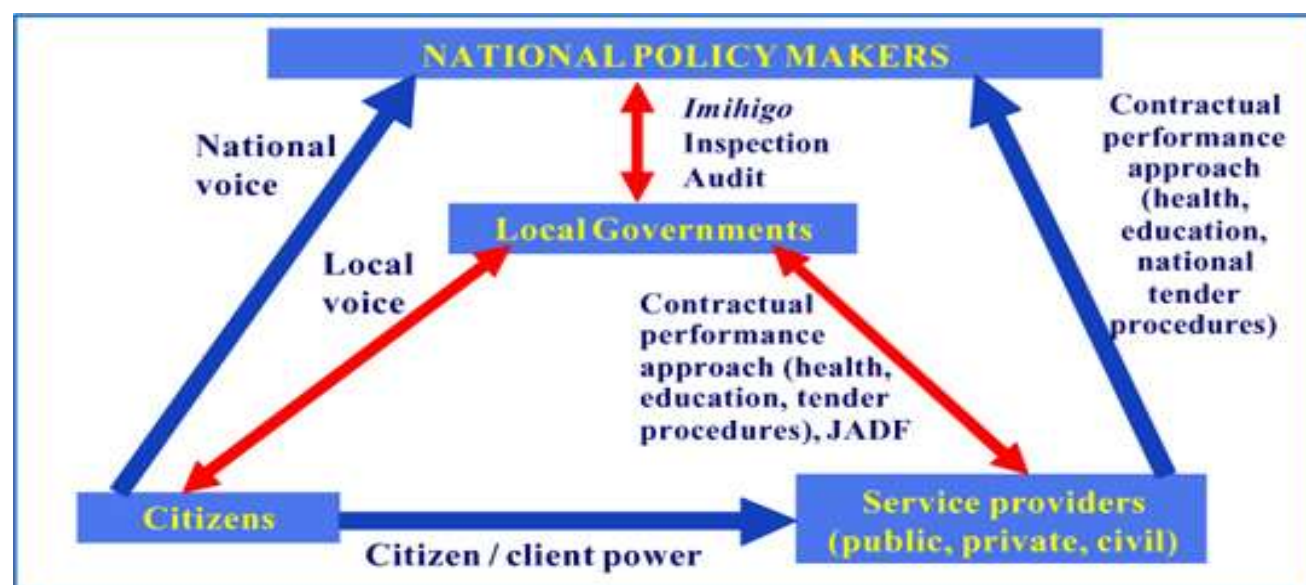 NATIONAL POLICY MAKERS
National
voice
Imihigo
Inspection
Audit
Contractual
performance
approach
(health,
education,
national
tender
procedures)
Local Governments
Local
voice
Contractual
performance
approach (health,
education, tender
procedures), JADF
Citizens
Citizen / client power
Service providers
(public, private, civil)